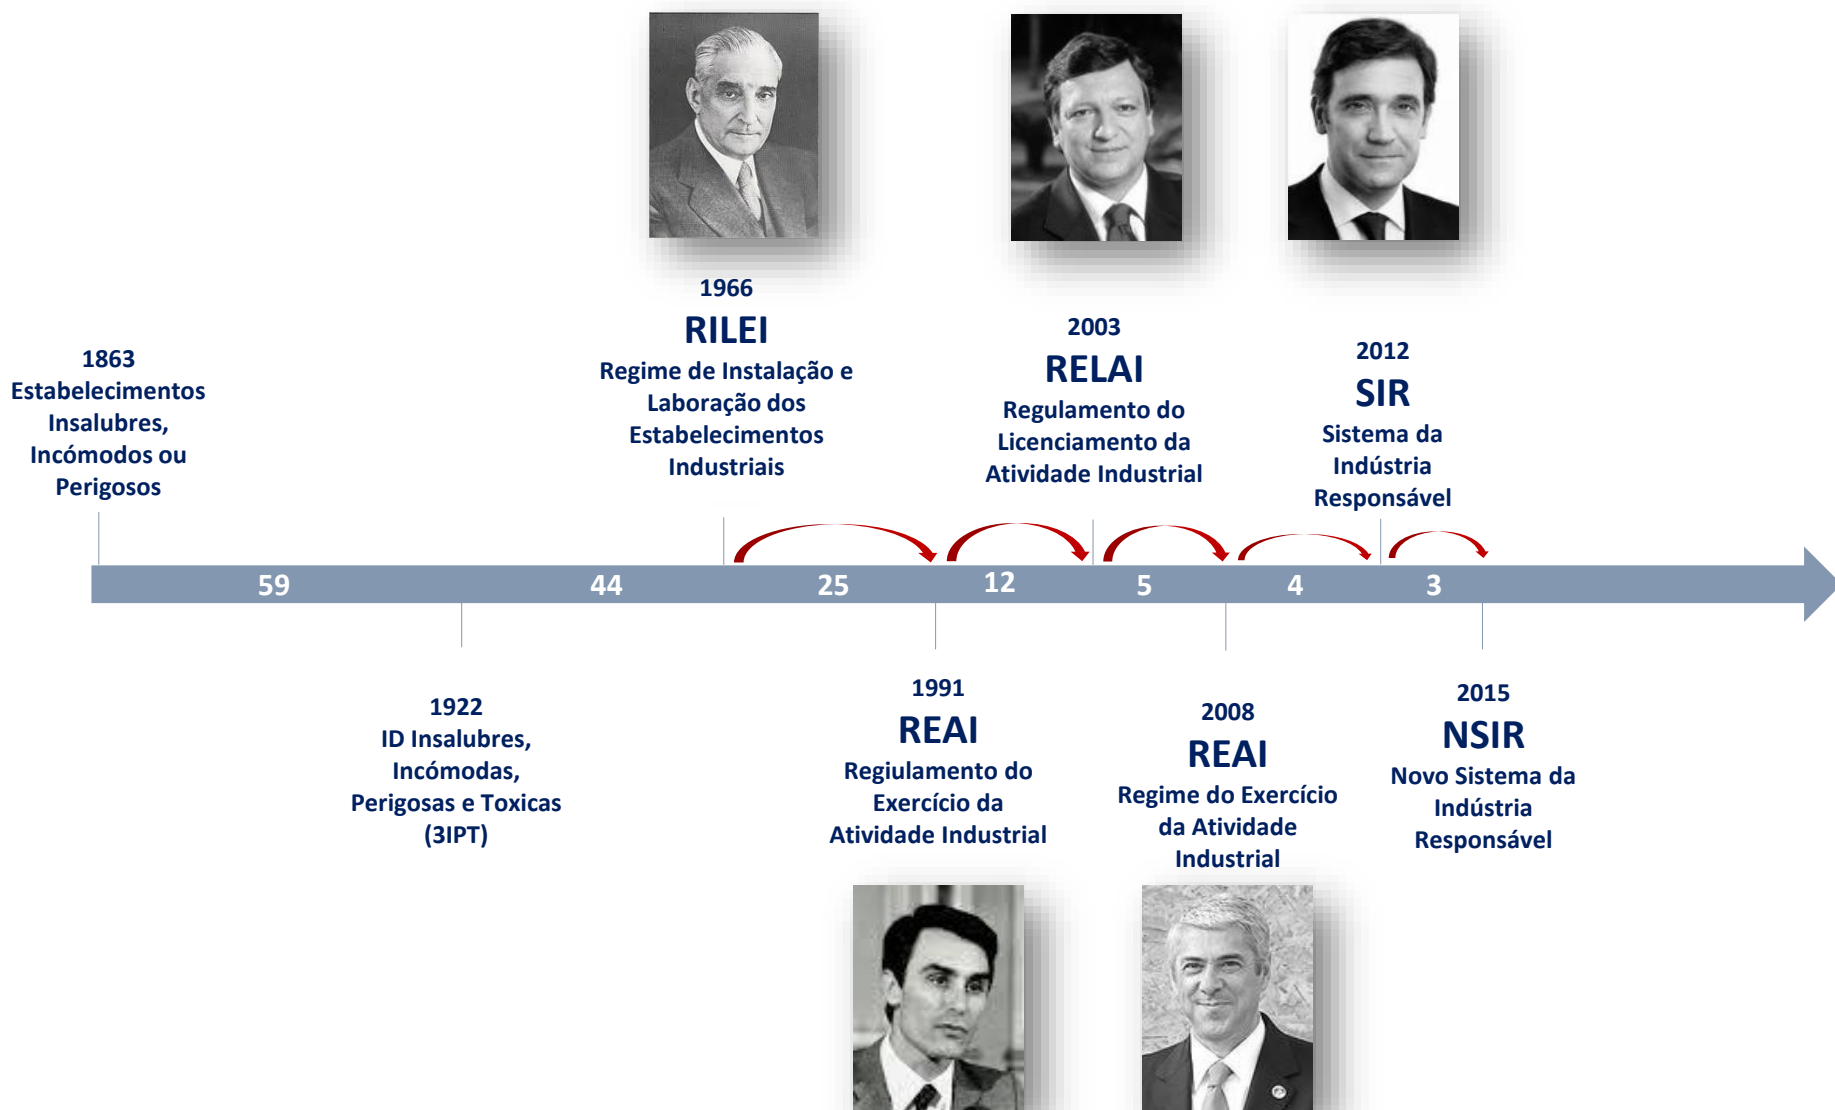 1863
Estabelecimentos
Insalubres,
Incómodos ou
Perigosos
1966
RILEI
Regime de Instalação e
Laboração dos
Estabelecimentos
Industriais
2003
RELAI
Regulamento do
Licenciamento da
Atividade Industrial
2012
SIR
Sistema da
Indústria
Responsável
59
44
25
12
5
4
3
1922
ID Insalubres,
Incómodas,
Perigosas e Toxicas
(3IPT)
1991
REAI
Regiulamento do
Exercício da
Atividade Industrial
2008
REAI
Regime do Exercício
da Atividade
Industrial
2015
NSIR
Novo Sistema da
Indústria
Responsável